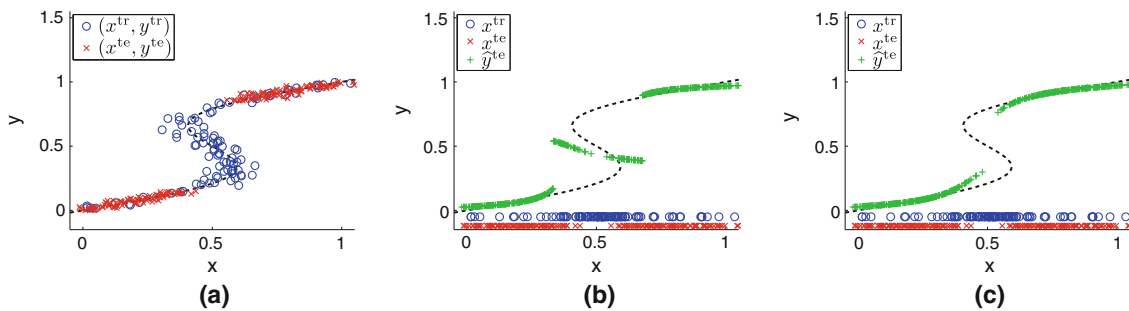 (x^tr, y^tr)
(x^te, y^te)
y
1.5
1
0.5
0
0 0.5 1
x
(a)
x^tr
x^te
ŷ^te
y
1.5
1
0.5
0
0 0.5 1
x
(b)
x^tr
x^te
ŷ^te
y
1.5
1
0.5
0
0 0.5 1
x
(c)